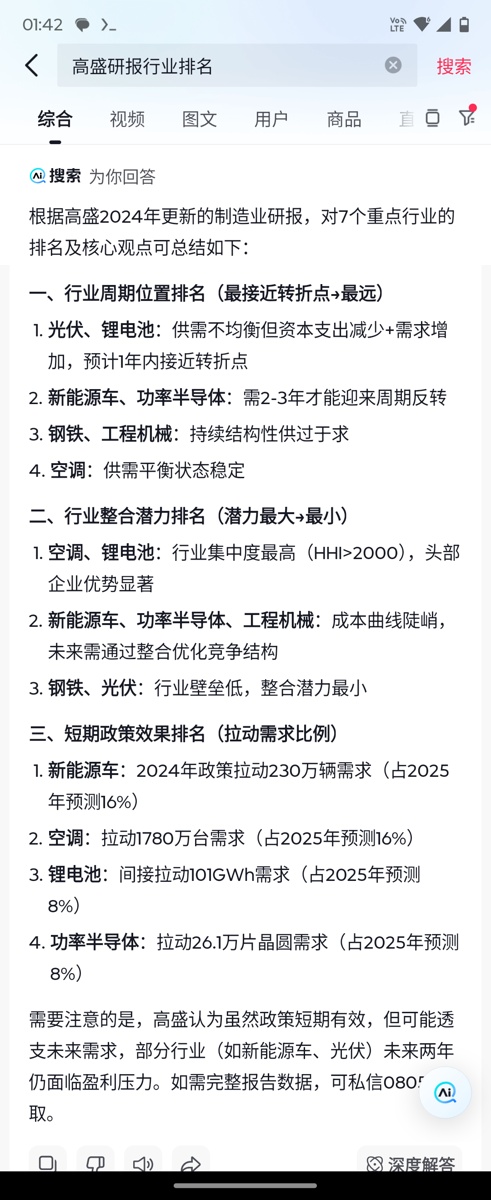 01:42
Vo LTE
高盛研报行业排名
搜索
综合 视频 图文 用户 商品 直
Ai 搜索 为你回答
根据高盛2024年更新的制造业研报，对7个重点行业的
排名及核心观点可总结如下：
一、行业周期位置排名（最接近转折点→最远）
1. 光伏、锂电池：供需不均衡但资本支出减少+需求增
加，预计1年内接近转折点
2. 新能源车、功率半导体：需2-3年才能迎来周期反转
3. 钢铁、工程机械：持续结构性供过于求
4. 空调：供需平衡状态稳定
二、行业整合潜力排名（潜力最大→最小）
1. 空调、锂电池：行业集中度最高（HHI>2000），头部
企业优势显著
2. 新能源车、功率半导体、工程机械：成本曲线陡峭，
未来需通过整合优化竞争结构
3. 钢铁、光伏：行业壁垒低，整合潜力最小
三、短期政策效果排名（拉动需求比例）
1. 新能源车：2024年政策拉动230万辆需求（占2025
年预测16%）
2. 空调：拉动1780万台需求（占2025年预测16%）
3. 锂电池：间接拉动101GWh需求（占2025年预测
8%）
4. 功率半导体：拉动26.1万片晶圆需求（占2025年预测
8%）
需要注意的是，高盛认为虽然政策短期有效，但可能透
支未来需求，部分行业（如新能源车、光伏）未来两年
仍面临盈利压力。如需完整报告数据，可私信080
取。
Ai
深度解答